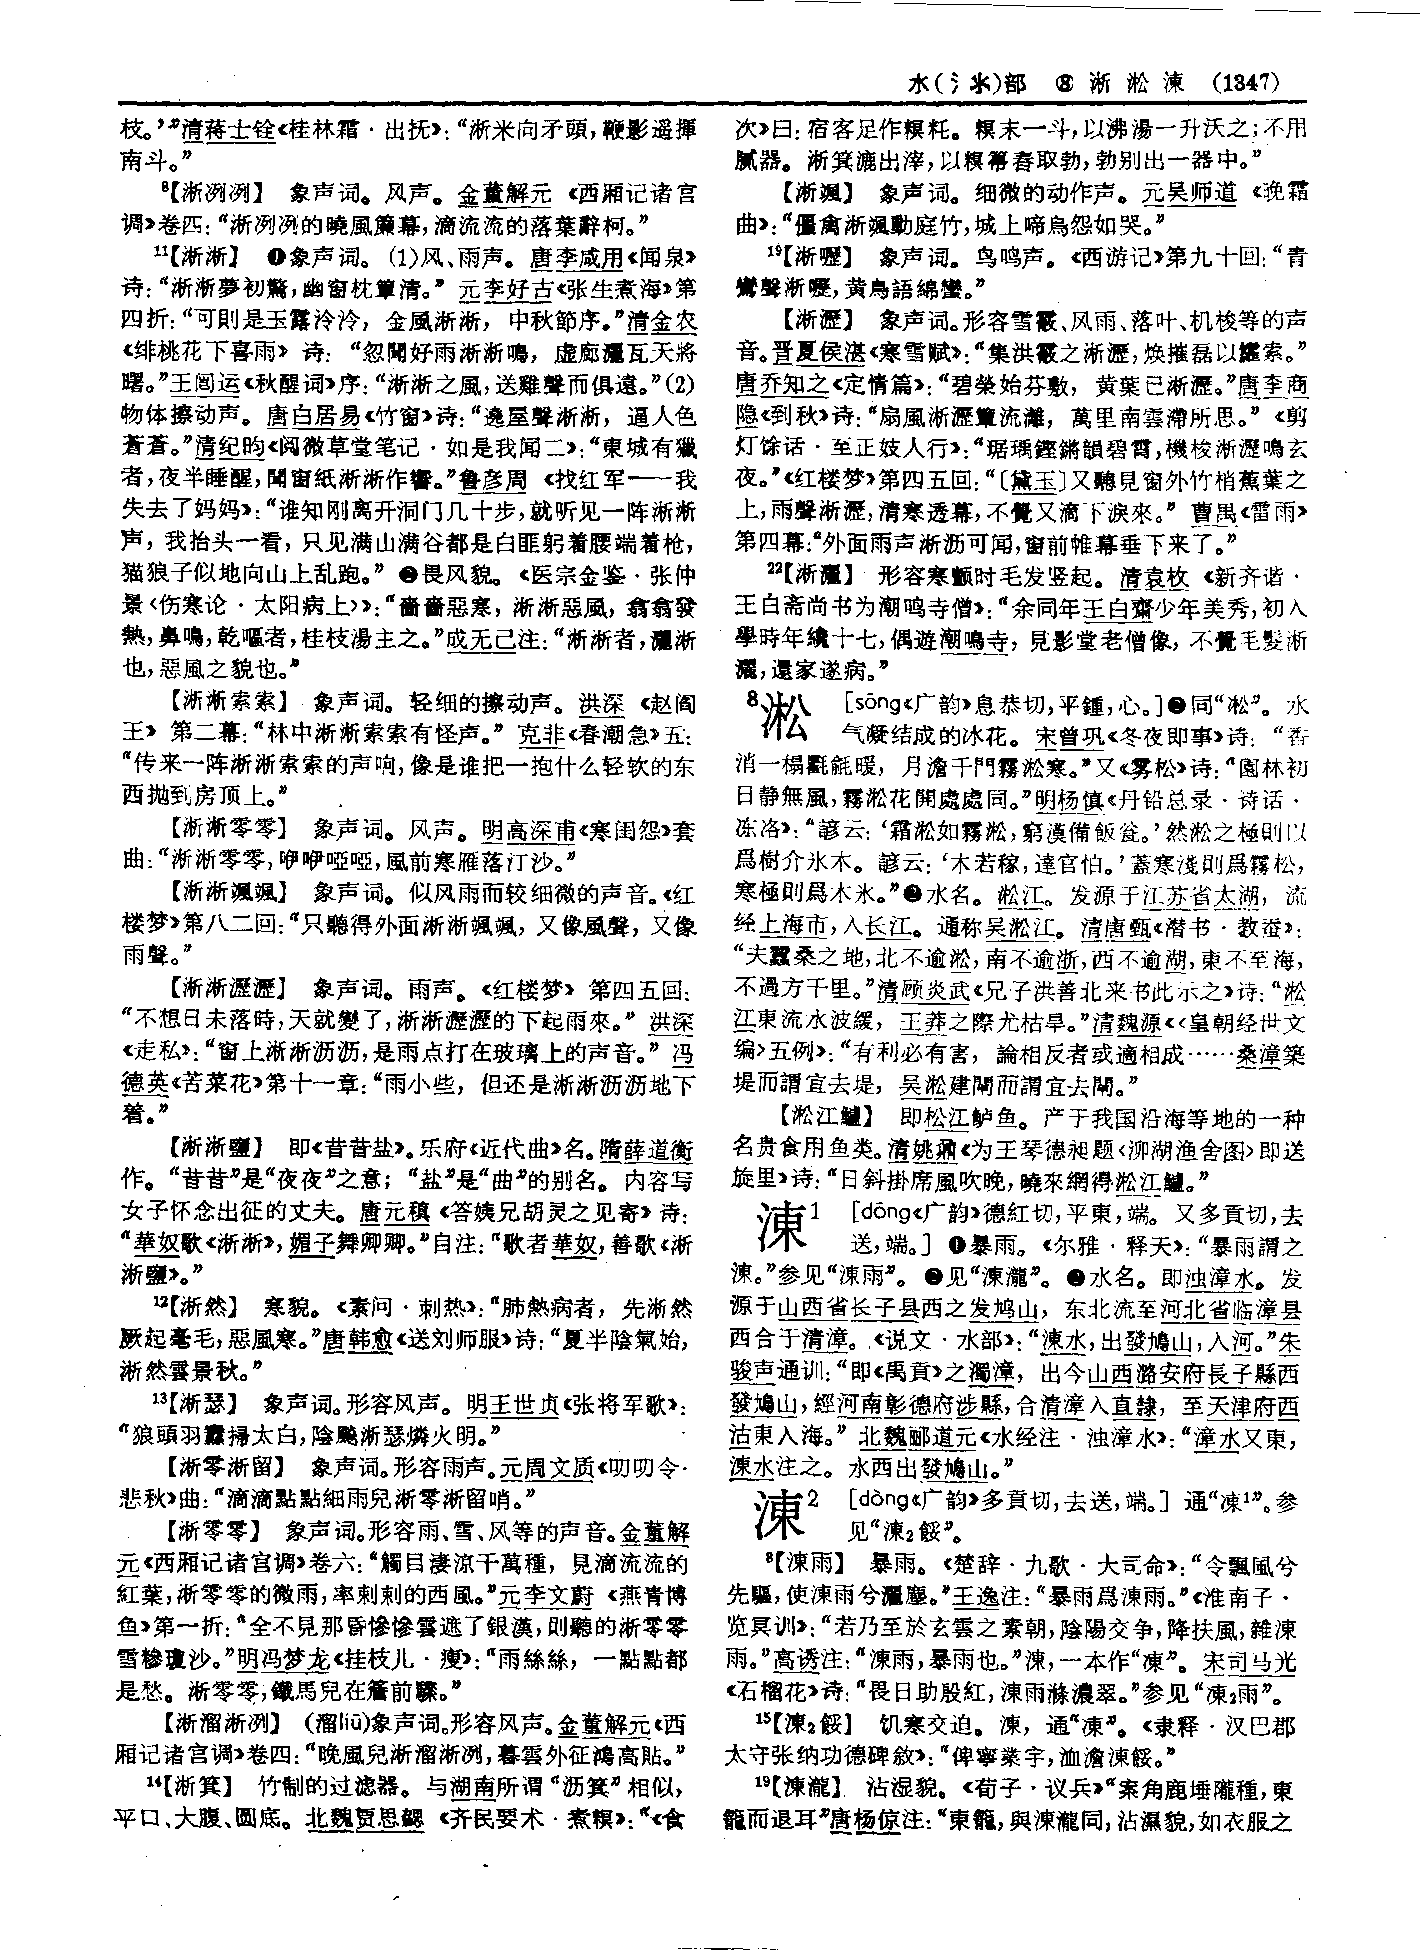 水(氵氺)部 ⑧ 淅 淞 涷 (1347)
枝。’”清蒋士铨《桂林霜·出抚》：“淅米向矛頭，鞭影遥揮
南斗。”
⁸【淅冽冽】 象声词。风声。金董解元《西厢记诸宫
调》卷四：“淅冽冽的曉風簾幕，滴流流的落葉辭柯。”
¹¹【淅淅】 ❶象声词。(1)风、雨声。唐李咸用《闻泉》
诗：“淅淅夢初驚，幽窗枕簟清。”元李好古《张生煮海》第
四折：“可則是玉露泠泠，金風淅淅，中秋節序。”清金农
《绯桃花下喜雨》诗：“忽聞好雨淅淅鳴，虚廊灑瓦天將
曙。”王闿运《秋醒词》序：“淅淅之風，送雞聲而俱遠。”(2)
物体擦动声。唐白居易《竹窗》诗：“遶屋聲淅淅，逼人色
蒼蒼。”清纪昀《阅微草堂笔记·如是我闻二》：“東城有獵
者，夜半睡醒，聞窗紙淅淅作響。”鲁彦周《找红军——我
失去了妈妈》：“谁知刚离开洞门几十步，就听见一阵淅淅
声，我抬头一看，只见满山满谷都是白匪躬着腰端着枪，
猫狼子似地向山上乱跑。”❷畏风貌。《医宗金鉴·张仲
景〈伤寒论·太阳病上〉》：“嗇嗇惡寒，淅淅惡風，翕翕發
熱，鼻鳴，乾嘔者，桂枝湯主之。”成无己注：“淅淅者，灑淅
也，惡風之貌也。”
【淅淅索索】 象声词。轻细的擦动声。洪深《赵阎
王》第二幕：“林中淅淅索索有怪声。”克非《春潮急》五：
“传来一阵淅淅索索的声响，像是谁把一抱什么轻软的东
西抛到房顶上。”
【淅淅零零】 象声词。风声。明高深甫《寒闺怨》套
曲：“淅淅零零，咿咿啞啞，風前寒雁落汀沙。”
【淅淅颯颯】 象声词。似风雨而较细微的声音。《红
楼梦》第八二回：“只聽得外面淅淅颯颯，又像風聲，又像
雨聲。”
【淅淅瀝瀝】 象声词。雨声。《红楼梦》第四五回：
“不想日未落時，天就變了，淅淅瀝瀝的下起雨來。”洪深
《走私》：“窗上淅淅沥沥，是雨点打在玻璃上的声音。”冯
德英《苦菜花》第十一章：“雨小些，但还是淅淅沥沥地下
着。”
【淅淅鹽】 即《昔昔盐》。乐府《近代曲》名。隋薛道衡
作。“昔昔”是“夜夜”之意；“盐”是“曲”的别名。内容写
女子怀念出征的丈夫。唐元稹《答姨兄胡灵之见寄》诗：
“華奴歌《淅淅》，媚子舞卿卿。”自注：“歌者華奴，善歌《淅
淅鹽》。”
¹²【淅然】 寒貌。《素问·刺热》：“肺熱病者，先淅然
厥起毫毛，惡風寒。”唐韩愈《送刘师服》诗：“夏半陰氣始，
淅然雲景秋。”
¹³【淅瑟】 象声词。形容风声。明王世贞《张将军歌》：
“狼頭羽纛掃太白，陰飈淅瑟燐火明。”
【淅零淅留】 象声词。形容雨声。元周文质《叨叨令·
悲秋》曲：“滴滴點點細雨兒淅零淅留哨。”
【淅零零】 象声词。形容雨、雪、风等的声音。金董解
元《西厢记诸宫调》卷六：“觸目淒涼千萬種，見滴流流的
紅葉，淅零零的微雨，率剌剌的西風。”元李文蔚《燕青博
鱼》第一折：“全不見那昏慘慘雲遮了銀漢，則聽的淅零零
雪糝瓊沙。”明冯梦龙《挂枝儿·瘦》：“雨絲絲，一點點都
是愁。淅零零，鐵馬兒在簷前驟。”
【淅溜淅冽】 (溜liū)象声词。形容风声。金董解元《西
厢记诸宫调》卷四：“晚風兒淅溜淅冽，暮雲外征鴻高貼。”
¹⁴【淅箕】 竹制的过滤器。与湖南所谓“沥箕”相似，
平口、大腹、圆底。北魏贾思勰《齐民要术·煮糗》：“《食
次》曰：宿客足作糗籷。糗末一斗，以沸湯一升沃之；不用
膩器。淅箕漉出滓，以糗箒舂取勃，勃别出一器中。”
【淅颯】 象声词。细微的动作声。元吴师道《晚霜
曲》：“僵禽淅颯動庭竹，城上啼烏怨如哭。”
¹⁹【淅嚦】 象声词。鸟鸣声。《西游记》第九十回：“青
鸞聲淅嚦，黄鳥語綿蠻。”
【淅瀝】 象声词。形容雪霰、风雨、落叶、机梭等的声
音。晋夏侯湛《寒雪赋》：“集洪霰之淅瀝，焕摧磊以㩁索。”
唐乔知之《定情篇》：“碧榮始芬敷，黄葉已淅瀝。”唐李商
隐《到秋》诗：“扇風淅瀝簟流灕，萬里南雲滯所思。”《剪
灯馀话·至正妓人行》：“琚瑀鏗鏘韻碧霄，機梭淅瀝鳴玄
夜。”《红楼梦》第四五回：“〔黛玉〕又聽見窗外竹梢蕉葉之
上，雨聲淅瀝，清寒透幕，不覺又滴下淚來。”曹禺《雷雨》
第四幕：“外面雨声淅沥可闻，窗前帷幕垂下来了。”
²²【淅灑】 形容寒颤时毛发竖起。清袁枚《新齐谐·
王白斋尚书为潮鸣寺僧》：“余同年王白齋少年美秀，初入
學時年纔十七，偶遊潮鳴寺，見影堂老僧像，不覺毛髮淅
灑，還家遂病。”
⁸淞 [sōng《广韵》息恭切，平鍾，心。]❶同“凇”。水
气凝结成的冰花。宋曾巩《冬夜即事》诗：“香
消一榻氍毹暖，月澹千門霧淞寒。”又《雾松》诗：“園林初
日静無風，霧淞花開處處同。”明杨慎《丹铅总录·诗话·
冻洛》：“諺云：‘霜淞如霧淞，窮漢備飯瓮。’然淞之極則以
爲樹介氷木。諺云：‘木若稼，達官怕。’蓋寒淺則爲霧松，
寒極則爲木氷。”❷水名。淞江。发源于江苏省太湖，流
经上海市，入长江。通称吴淞江。清唐甄《潜书·教蚕》：
“夫蠶桑之地，北不逾淞，南不逾浙，西不逾湖，東不至海，
不過方千里。”清顾炎武《兄子洪善北来书此示之》诗：“淞
江東流水波緩，王莽之際尤枯旱。”清魏源《〈皇朝经世文
编〉五例》：“有利必有害，論相反者或適相成……桑漳築
堤而謂宜去堤，吴淞建閘而謂宜去閘。”
【淞江鱸】 即松江鲈鱼。产于我国沿海等地的一种
名贵食用鱼类。清姚鼐《为王琴德昶题〈泖湖渔舍图〉即送
旋里》诗：“日斜掛席風吹晚，曉來網得淞江鱸。”
涷¹ [dōng《广韵》德紅切，平東，端。又多貢切，去
送，端。] ❶暴雨。《尔雅·释天》：“暴雨謂之
涷。”参见“涷雨”。❷见“涷瀧”。❸水名。即浊漳水。发
源于山西省长子县西之发鸠山，东北流至河北省临漳县
西合于清漳。《说文·水部》：“涷水，出發鳩山，入河。”朱
骏声通训：“即《禹貢》之濁漳，出今山西潞安府長子縣西
發鳩山，經河南彰德府涉縣，合清漳入直隸，至天津府西
沽東入海。”北魏郦道元《水经注·浊漳水》：“漳水又東，
涷水注之。水西出發鳩山。”
涷² [dòng《广韵》多貢切，去送，端。] 通“凍¹”。参
见“涷₂餒”。
⁸【涷雨】 暴雨。《楚辞·九歌·大司命》：“令飄風兮
先驅，使涷雨兮灑塵。”王逸注：“暴雨爲涷雨。”《淮南子·
览冥训》：“若乃至於玄雲之素朝，陰陽交争，降扶風，雜涷
雨。”高诱注：“涷雨，暴雨也。”涷，一本作“凍”。宋司马光
《石榴花》诗：“畏日助殷紅，涷雨滌濃翠。”参见“凍₂雨”。
¹⁵【涷₂餒】 饥寒交迫。涷，通“凍”。《隶释·汉巴郡
太守张纳功德碑敘》：“俾寧業宇，洫澹涷餒。”
¹⁹【涷瀧】 沾湿貌。《荀子·议兵》“案角鹿埵隴種，東
籠而退耳”唐杨倞注：“東籠，與涷瀧同，沾濕貌，如衣服之